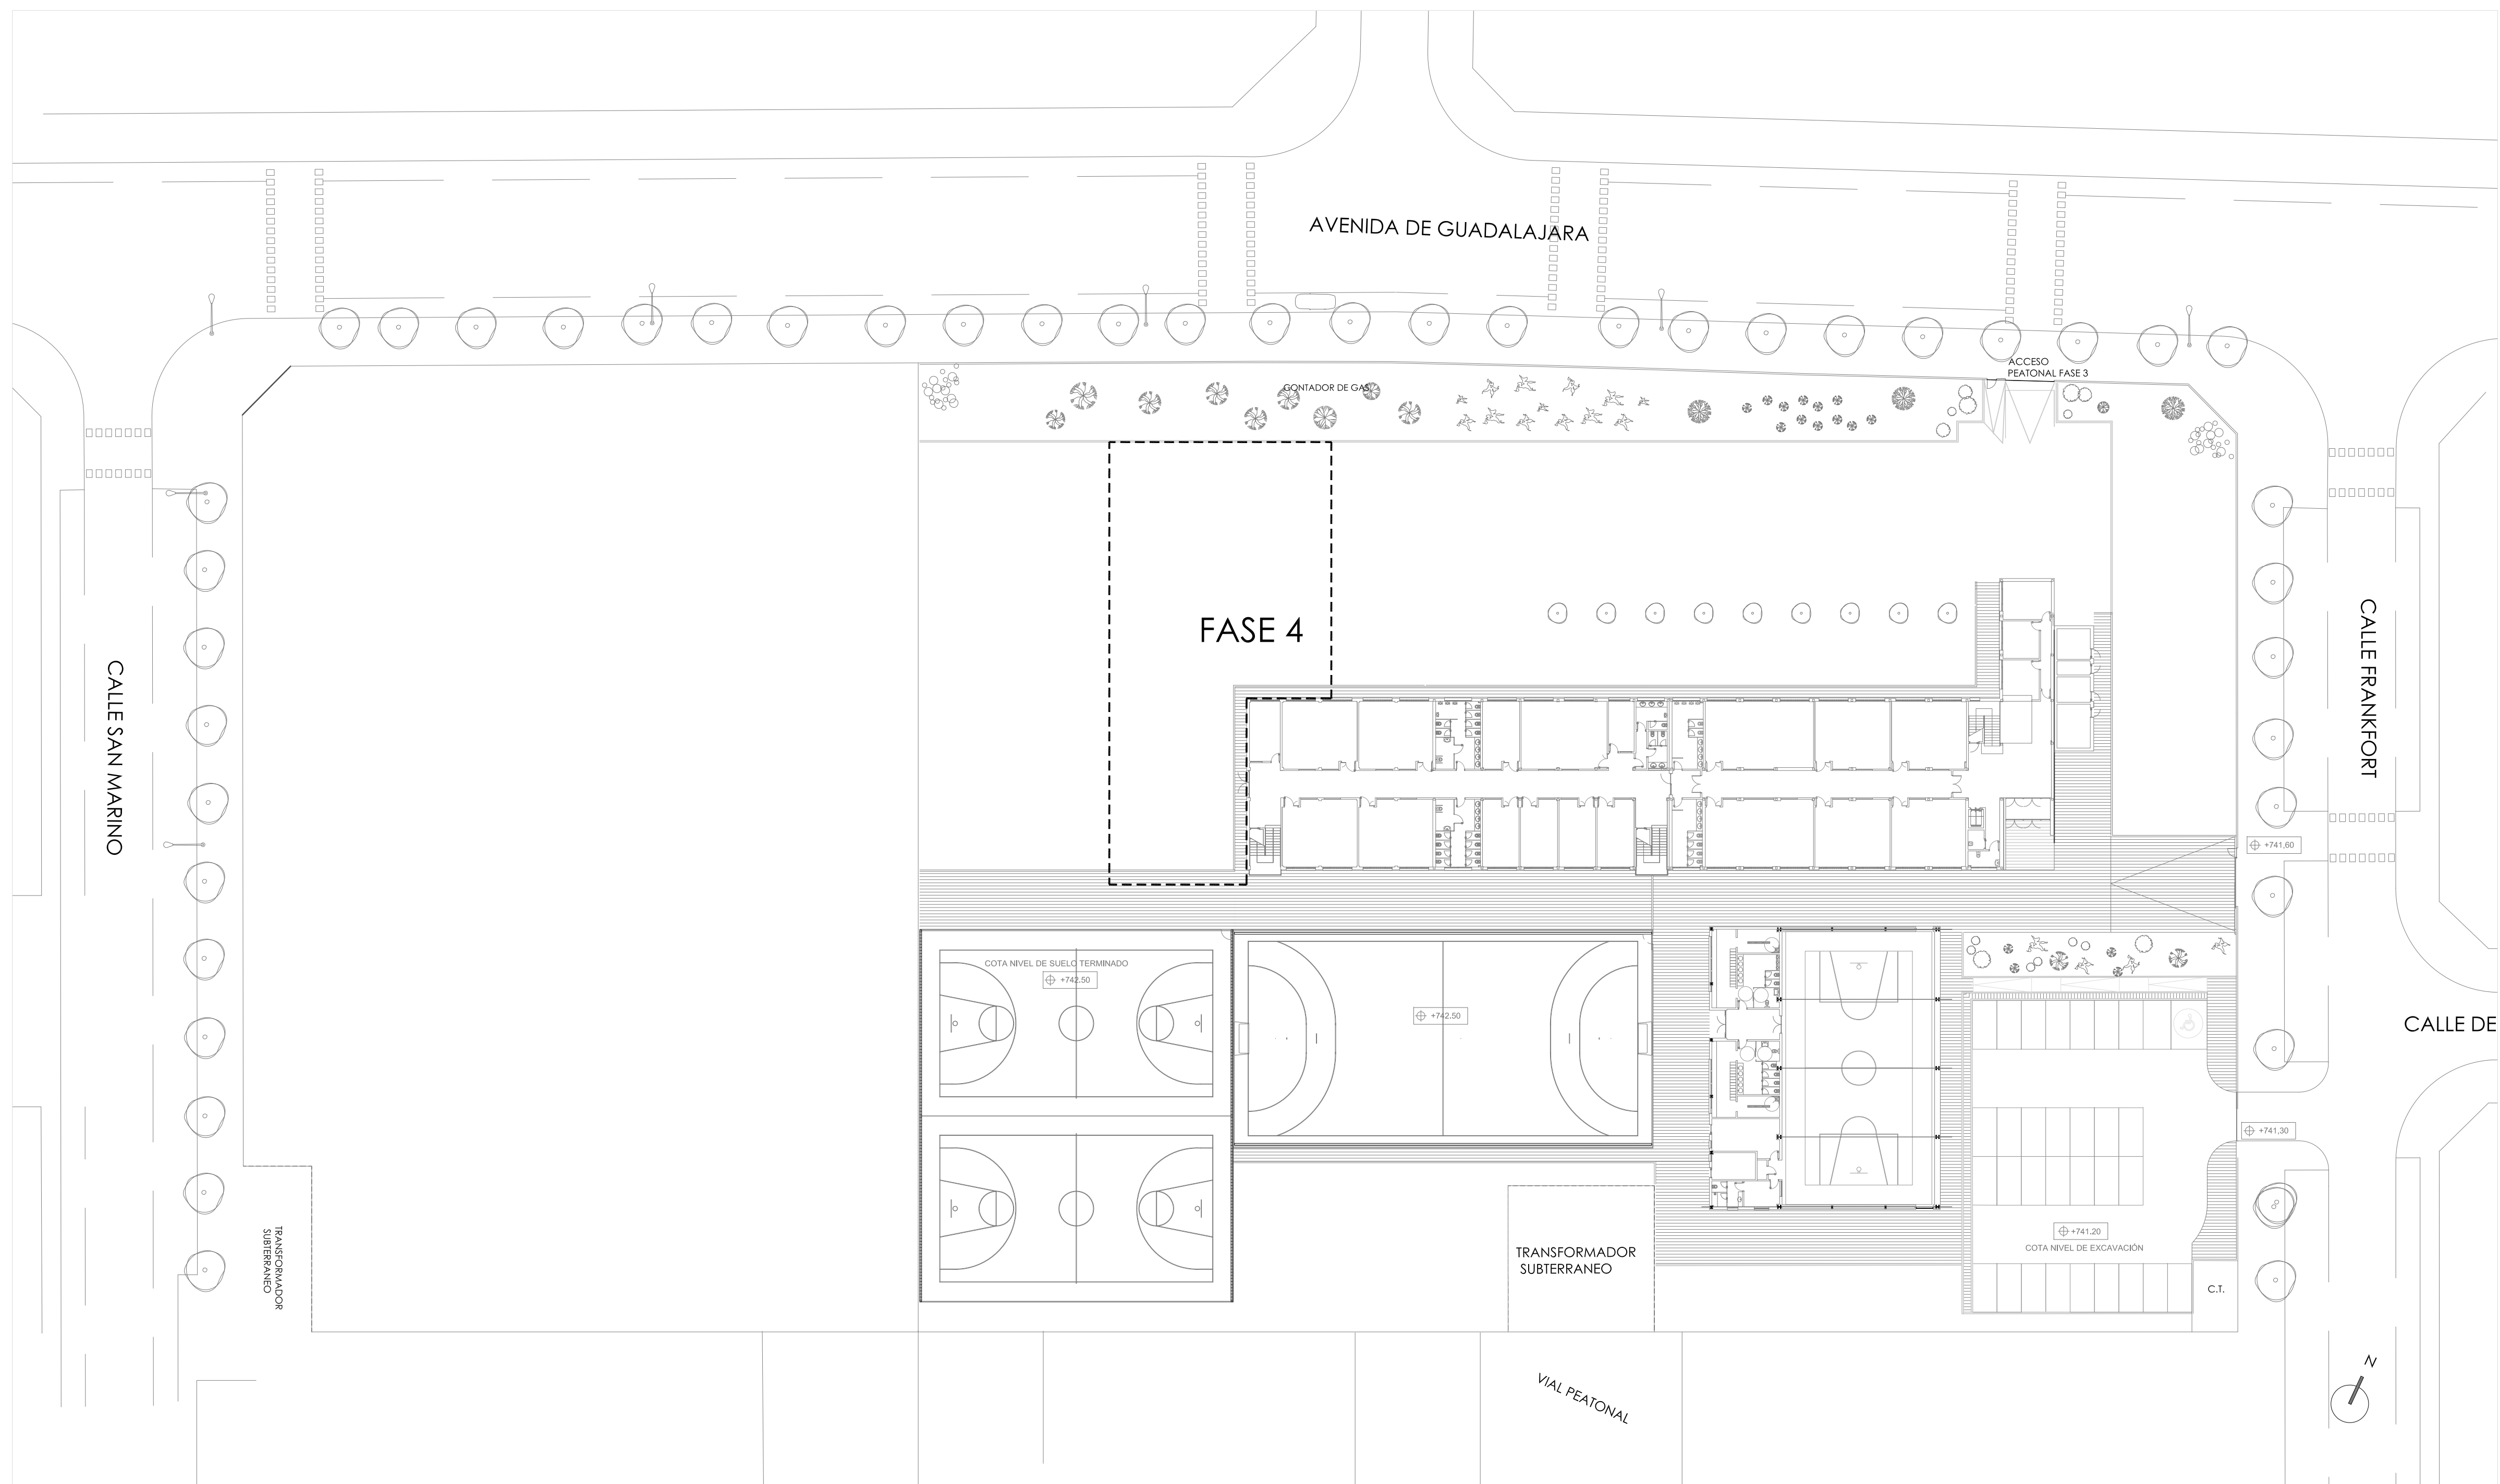 AVENIDA DE GUADALAJARA
ACCESO
PEATONAL FASE 3
CONTADOR DE GAS
FASE 4
CALLE SAN MARINO
CALLE FRANKFORT
+741,60
COTA NIVEL DE SUELO TERMINADO
+742.50
+742.50
CALLE DE
+741,30
+741.20
COTA NIVEL DE EXCAVACIÓN
TRANSFORMADOR
SUBTERRANEO
TRANSFORMADOR
SUBTERRANEO
C.T.
VIAL PEATONAL
N